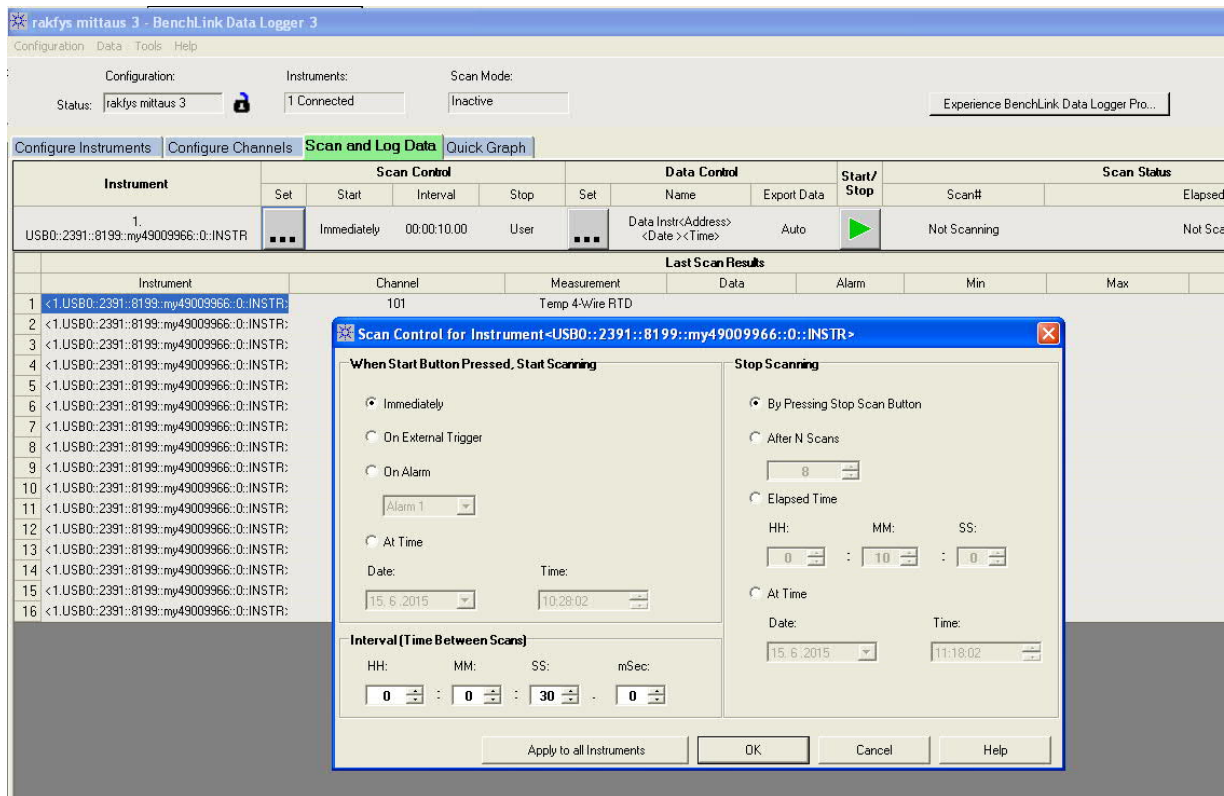 rakfys mittaus 3 - BenchLink Data Logger 3
Configuration Data Tools Help
Configuration: Instruments: Scan Mode:
Status: rakfys mittaus 3 1 Connected Inactive Experience BenchLink Data Logger Pro...
Configure Instruments Configure Channels Scan and Log Data Quick Graph
Instrument Scan Control Data Control Start/ Stop Scan Status
Set Start Interval Stop Set Name Export Data Scan# Elapsed
1. USB0::2391::8199::my49009966::0::INSTR ... Immediately 00:00:10.00 User ... Data Instr<Address> <Date ><Time> Auto Not Scanning Not Sca
Last Scan Results
Instrument Channel Measurement Data Alarm Min Max
1 <1.USB0::2391::8199::my49009966::0::INSTR> 101 Temp 4-Wire RTD
2 <1.USB0::2391::8199::my49009966::0::INSTR>
3 <1.USB0::2391::8199::my49009966::0::INSTR>
4 <1.USB0::2391::8199::my49009966::0::INSTR>
5 <1.USB0::2391::8199::my49009966::0::INSTR>
6 <1.USB0::2391::8199::my49009966::0::INSTR>
7 <1.USB0::2391::8199::my49009966::0::INSTR>
8 <1.USB0::2391::8199::my49009966::0::INSTR>
9 <1.USB0::2391::8199::my49009966::0::INSTR>
10 <1.USB0::2391::8199::my49009966::0::INSTR>
11 <1.USB0::2391::8199::my49009966::0::INSTR>
12 <1.USB0::2391::8199::my49009966::0::INSTR>
13 <1.USB0::2391::8199::my49009966::0::INSTR>
14 <1.USB0::2391::8199::my49009966::0::INSTR>
15 <1.USB0::2391::8199::my49009966::0::INSTR>
16 <1.USB0::2391::8199::my49009966::0::INSTR>
Scan Control for Instrument<USB0::2391::8199::my49009966::0::INSTR>
When Start Button Pressed, Start Scanning
Immediately
On External Trigger
On Alarm
Alarm 1
At Time
Date: Time:
15. 6 .2015 10:28:02
Interval (Time Between Scans)
HH: MM: SS: mSec:
0 : 0 : 30 . 0
Stop Scanning
By Pressing Stop Scan Button
After N Scans
8
Elapsed Time
HH: MM: SS:
0 : 10 : 0
At Time
Date: Time:
15. 6 .2015 11:18:02
Apply to all Instruments OK Cancel Help